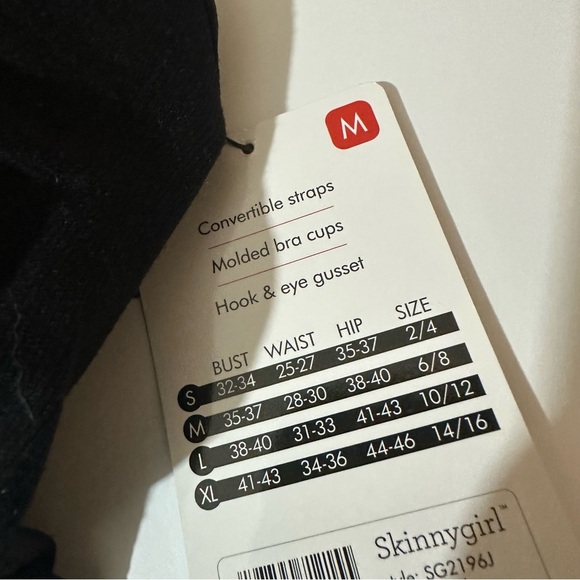 M
Convertible straps
Molded bra cups
Hook & eye gusset
BUST WAIST HIP SIZE
S 32-34 25-27 35-37 2/4
M 35-37 28-30 38-40 6/8
L 38-40 31-33 41-43 10/12
XL 41-43 34-36 44-46 14/16
Skinnygirl™
SG2196J